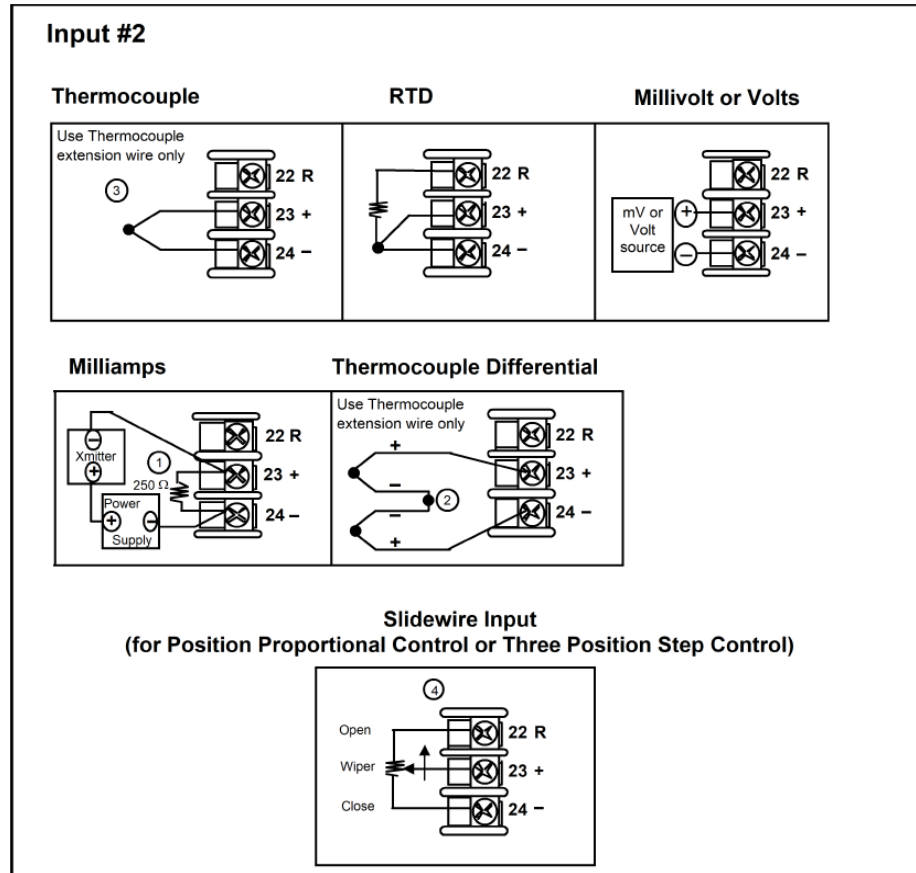 Input #2
Thermocouple
RTD
Millivolt or Volts
Use Thermocouple
extension wire only
3
22 R
23 +
24 –
22 R
23 +
24 –
mV or
Volt
source
+
–
22 R
23 +
24 –
Milliamps
Thermocouple Differential
–
Xmitter
+
1
250 Ω
Power
+ –
Supply
22 R
23 +
24 –
Use Thermocouple
extension wire only
+
–
2
–
+
22 R
23 +
24 –
Slidewire Input
(for Position Proportional Control or Three Position Step Control)
4
Open
Wiper
Close
22 R
23 +
24 –